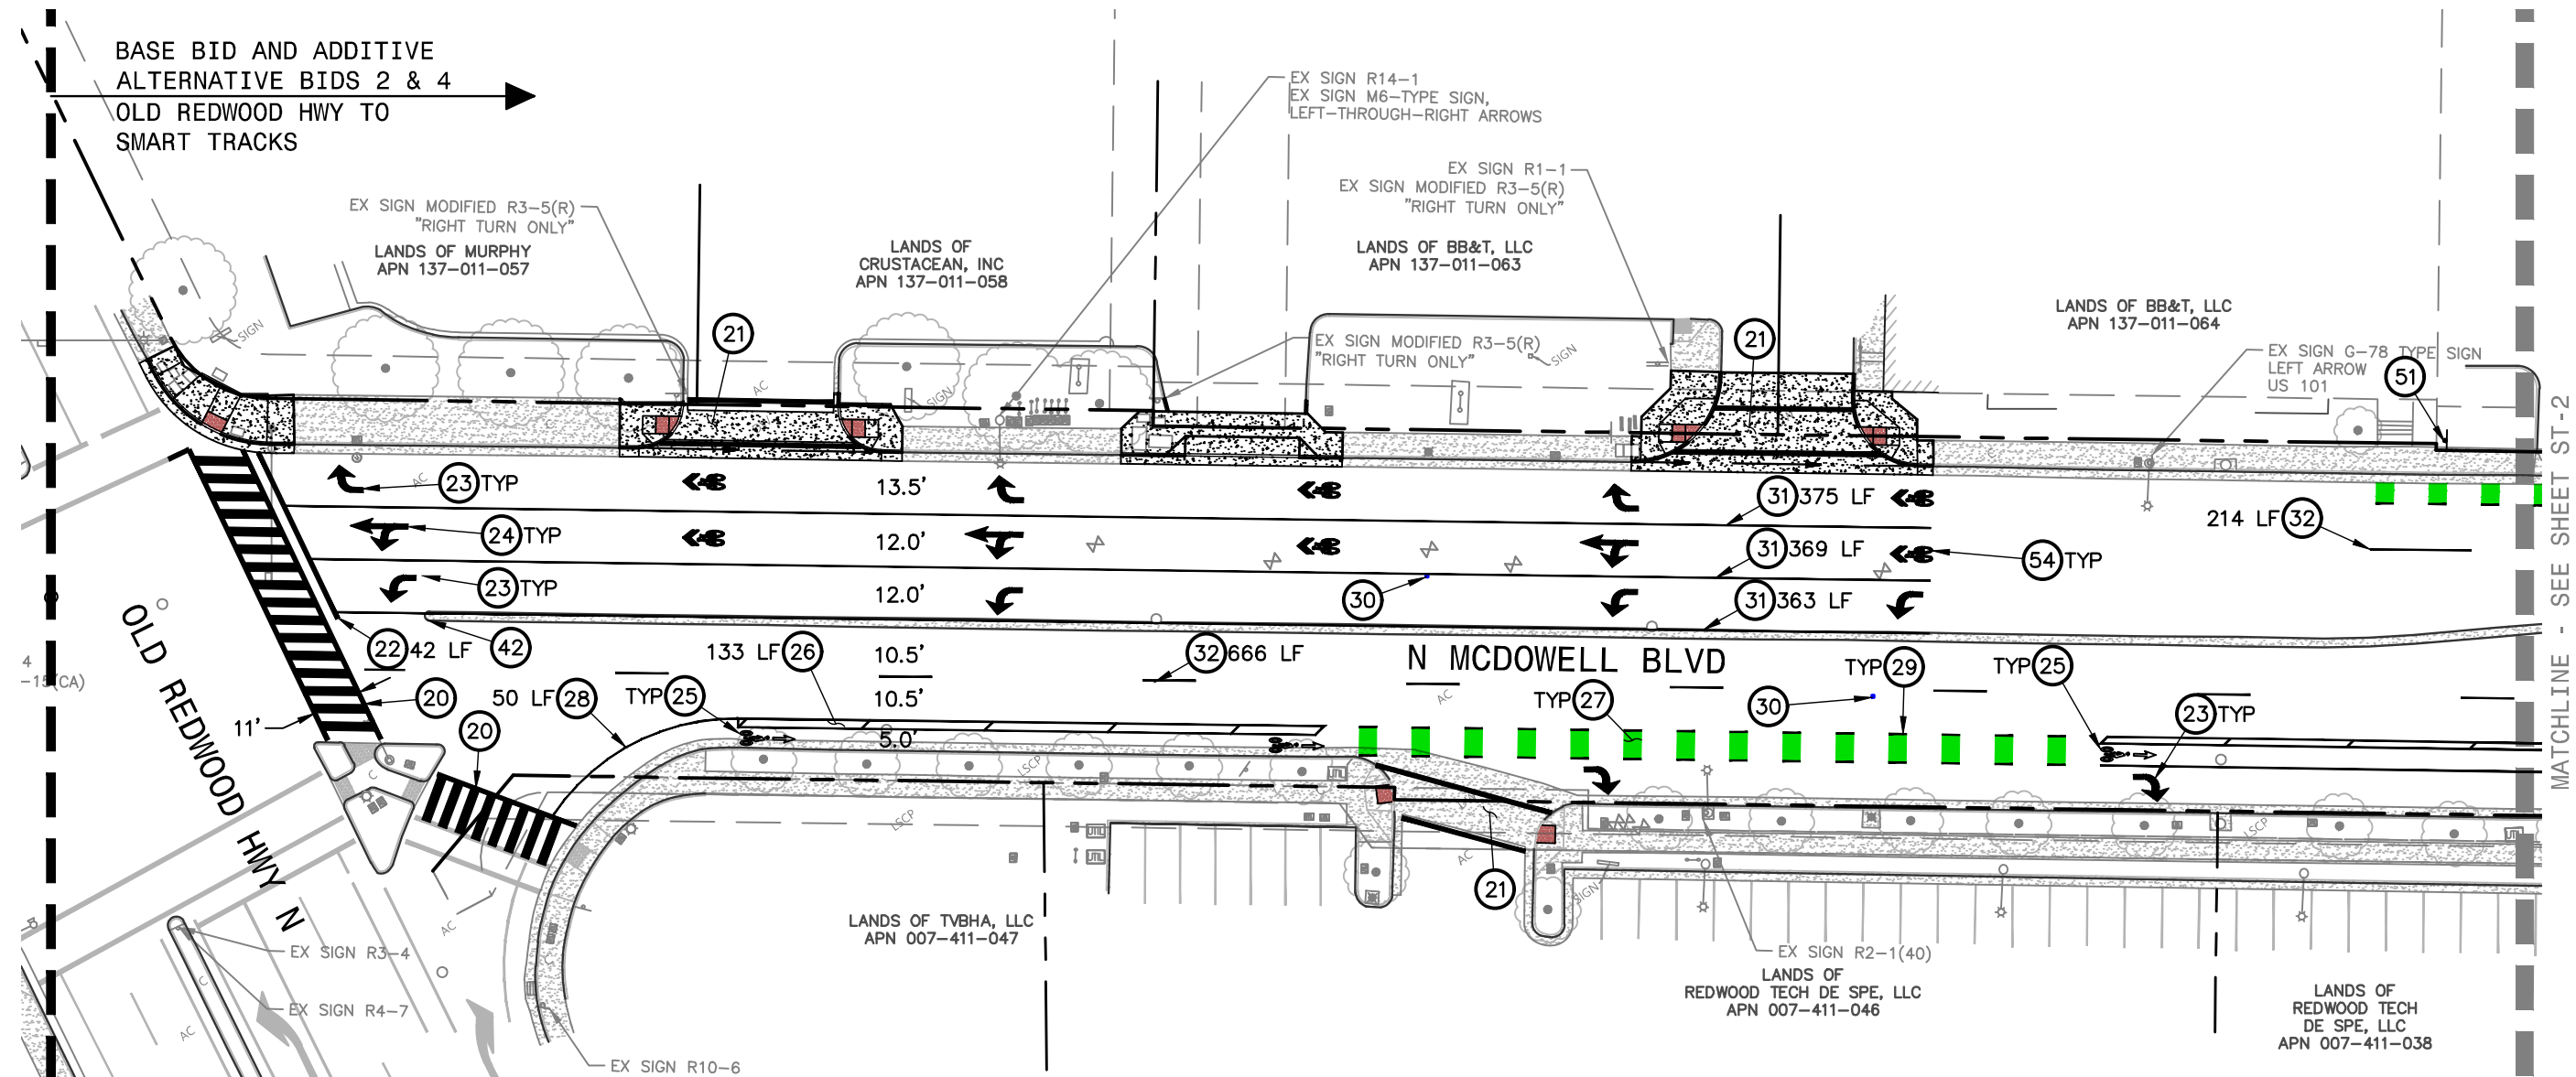 BASE BID AND ADDITIVE
ALTERNATIVE BIDS 2 & 4
OLD REDWOOD HWY TO
SMART TRACKS
EX SIGN R14-1
EX SIGN M6-TYPE SIGN,
LEFT-THROUGH-RIGHT ARROWS
EX SIGN MODIFIED R3-5(R)
"RIGHT TURN ONLY"
LANDS OF MURPHY
APN 137-011-057
LANDS OF
CRUSTACEAN, INC
APN 137-011-058
EX SIGN R1-1
EX SIGN MODIFIED R3-5(R)
"RIGHT TURN ONLY"
LANDS OF BB&T, LLC
APN 137-011-063
LANDS OF BB&T, LLC
APN 137-011-064
EX SIGN MODIFIED R3-5(R)
"RIGHT TURN ONLY"
EX SIGN G-78 TYPE SIGN
LEFT ARROW
US 101
SIGN
21
AC
SIGN
SIGN
21
51
AC
23 TYP
13.5'
31 375 LF
214 LF 32
24 TYP
12.0'
31 369 LF
54 TYP
23 TYP
12.0'
30
31 363 LF
22 42 LF
42
133 LF 26
10.5'
32 666 LF
N MCDOWELL BLVD
TYP 29
TYP 25
4
-15(CA)
OLD REDWOOD HWY N
20
50 LF 28
TYP 25
10.5'
AC
TYP 27
30
23 TYP
11'
20
5.0'
C
LSCP
LSCP
UTL
UTL
UTL
AC
21
SIGN
LSCP
UTL
MATCHLINE - SEE SHEET ST-2
LANDS OF TVBHA, LLC
APN 007-411-047
EX SIGN R2-1(40)
LANDS OF
REDWOOD TECH DE SPE, LLC
APN 007-411-046
LANDS OF
REDWOOD TECH
DE SPE, LLC
APN 007-411-038
AC
EX SIGN R3-4
C
EX SIGN R4-7
AC
EX SIGN R10-6